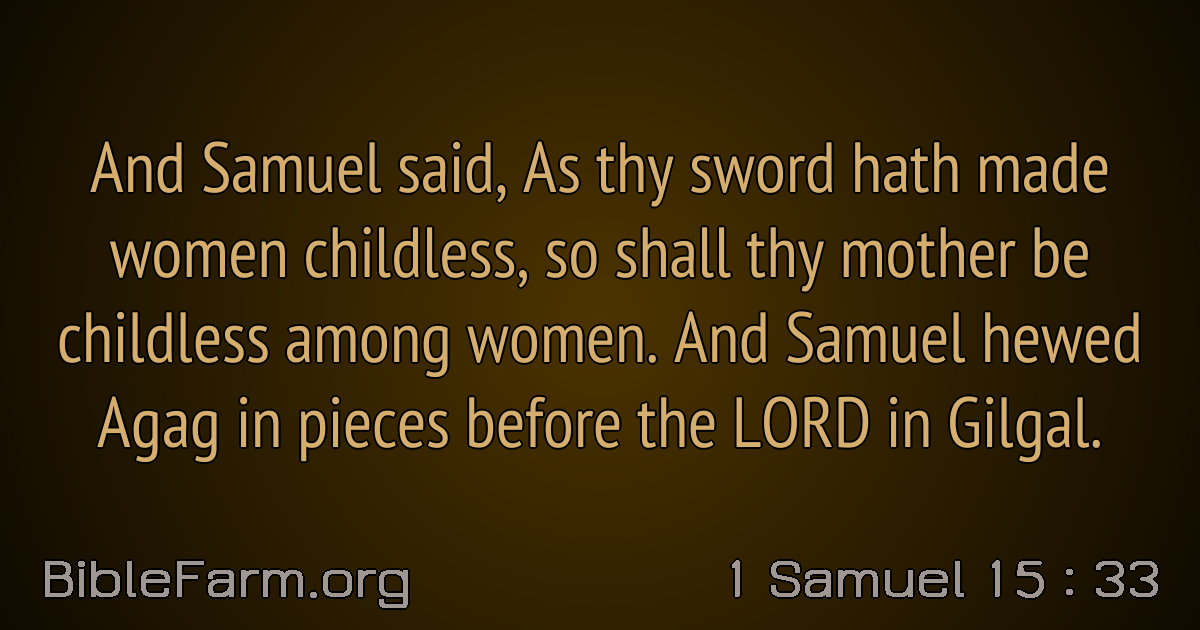 And Samuel said, As thy sword hath made
women childless, so shall thy mother be
childless among women. And Samuel hewed
Agag in pieces before the LORD in Gilgal.
BibleFarm.org
1 Samuel 15 : 33